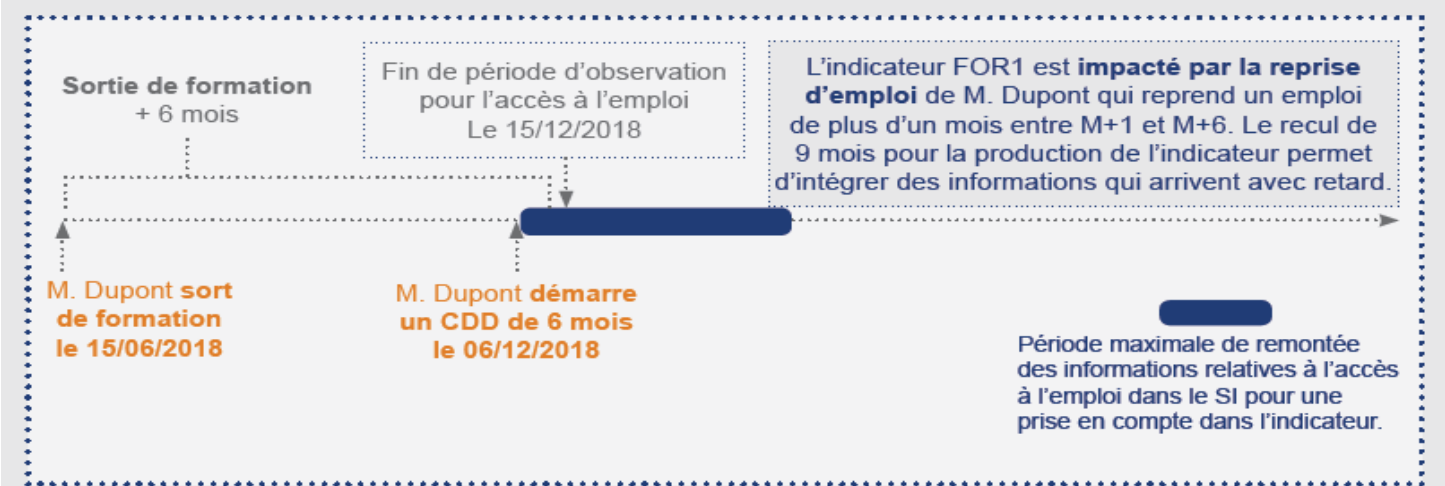 Sortie de formation
+ 6 mois
Fin de période d'observation
pour l'accès à l'emploi
Le 15/12/2018
L'indicateur FOR1 est impacté par la reprise
d'emploi de M. Dupont qui reprend un emploi
de plus d'un mois entre M+1 et M+6. Le recul de
9 mois pour la production de l'indicateur permet
d'intégrer des informations qui arrivent avec retard.
M. Dupont sort
de formation
le 15/06/2018
M. Dupont démarre
un CDD de 6 mois
le 06/12/2018
Période maximale de remontée
des informations relatives à l'accès
à l'emploi dans le SI pour une
prise en compte dans l'indicateur.